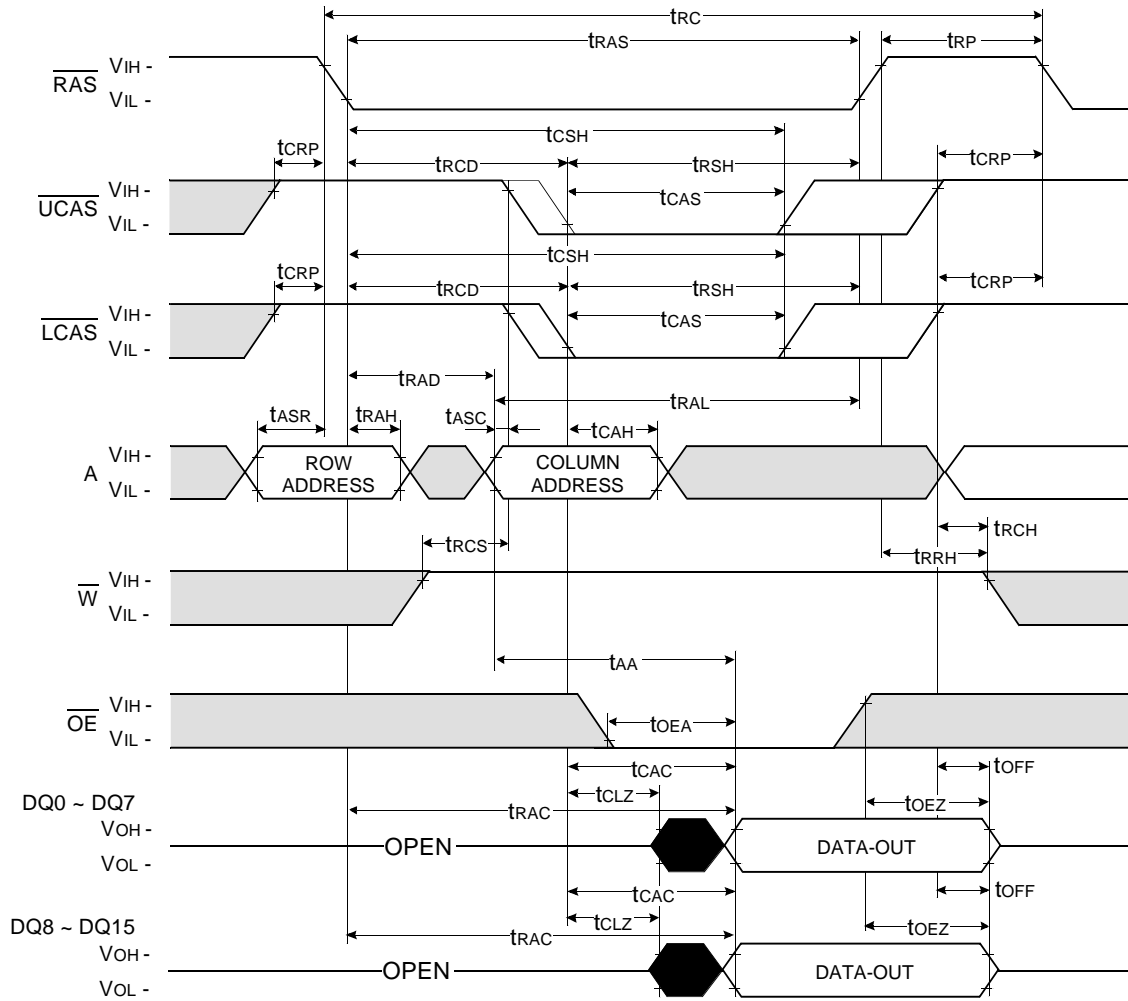 tRC
tRAS
tRP
RAS
VIH -
VIL -
tCSH
tCRP
tRCD
tRSH
tCRP
UCAS
VIH -
VIL -
tCAS
tCSH
tCRP
tRCD
tRSH
tCRP
LCAS
VIH -
VIL -
tCAS
tRAD
tRAL
tASR
tRAH
tASC
tCAH
A
VIH -
VIL -
ROW
ADDRESS
COLUMN
ADDRESS
tRCS
tRCH
tRRH
W
VIH -
VIL -
tAA
OE
VIH -
VIL -
tOEA
tCAC
tOFF
DQ0 ~ DQ7
tCLZ
tOEZ
tRAC
VOH -
VOL -
OPEN
DATA-OUT
tCAC
tOFF
DQ8 ~ DQ15
tCLZ
tOEZ
tRAC
VOH -
VOL -
OPEN
DATA-OUT